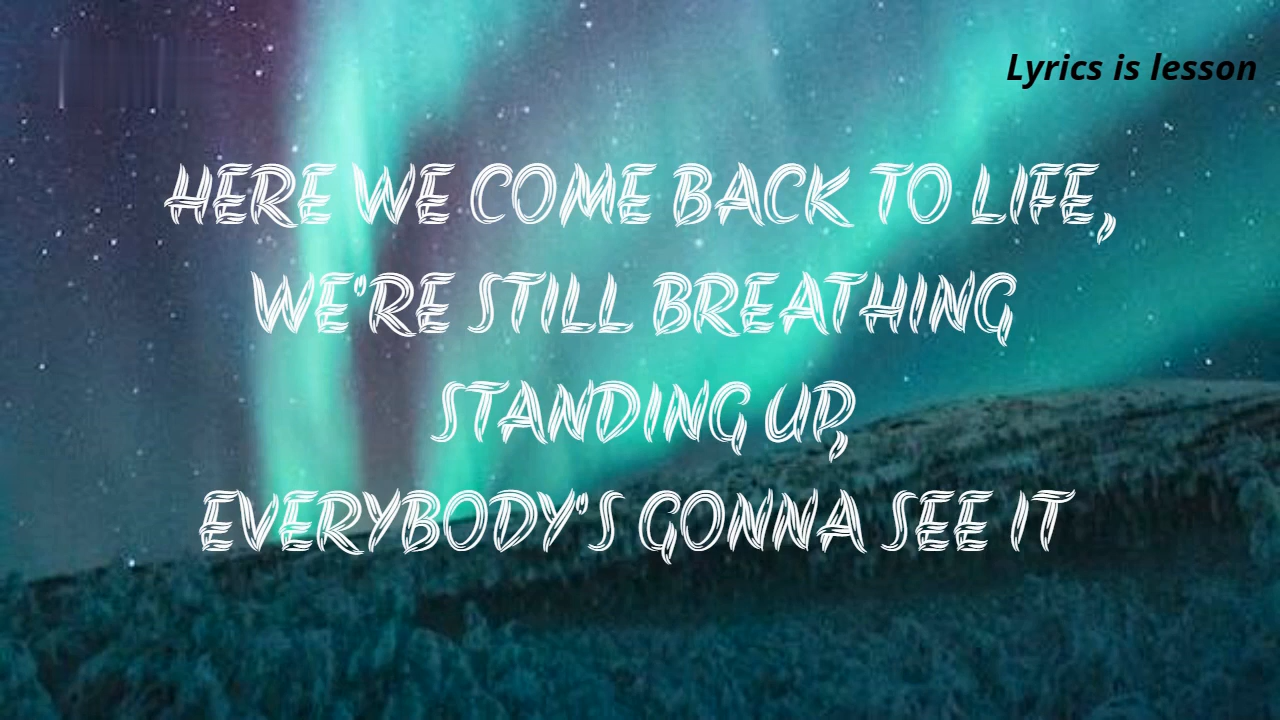 Lyrics is lesson
HERE WE COME BACK TO LIFE,
WE'RE STILL BREATHING
STANDING UP,
EVERYBODY'S GONNA SEE IT